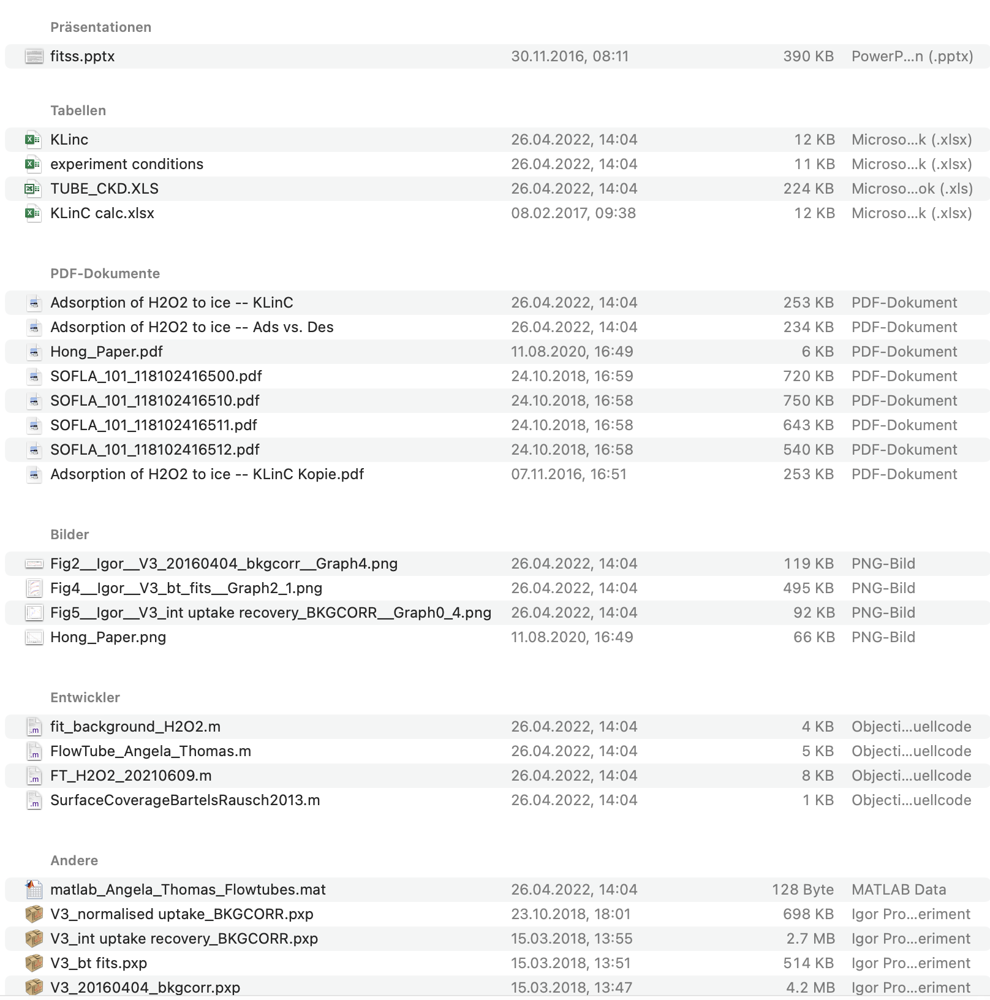 Präsentationen
fitss.pptx 30.11.2016, 08:11 390 KB PowerP...n (.pptx)
Tabellen
KLinc 26.04.2022, 14:04 12 KB Microso...k (.xlsx)
experiment conditions 26.04.2022, 14:04 11 KB Microso...k (.xlsx)
TUBE_CKD.XLS 26.04.2022, 14:04 224 KB Microso...ok (.xls)
KLinC calc.xlsx 08.02.2017, 09:38 12 KB Microso...k (.xlsx)
PDF-Dokumente
Adsorption of H2O2 to ice -- KLinC 26.04.2022, 14:04 253 KB PDF-Dokument
Adsorption of H2O2 to ice -- Ads vs. Des 26.04.2022, 14:04 234 KB PDF-Dokument
Hong_Paper.pdf 11.08.2020, 16:49 6 KB PDF-Dokument
SOFLA_101_118102416500.pdf 24.10.2018, 16:59 720 KB PDF-Dokument
SOFLA_101_118102416510.pdf 24.10.2018, 16:58 750 KB PDF-Dokument
SOFLA_101_118102416511.pdf 24.10.2018, 16:58 643 KB PDF-Dokument
SOFLA_101_118102416512.pdf 24.10.2018, 16:58 540 KB PDF-Dokument
Adsorption of H2O2 to ice -- KLinC Kopie.pdf 07.11.2016, 16:51 253 KB PDF-Dokument
Bilder
Fig2__Igor__V3_20160404_bkgcorr__Graph4.png 26.04.2022, 14:04 119 KB PNG-Bild
Fig4__Igor__V3_bt_fits__Graph2_1.png 26.04.2022, 14:04 495 KB PNG-Bild
Fig5__Igor__V3_int uptake recovery_BKGCORR__Graph0_4.png 26.04.2022, 14:04 92 KB PNG-Bild
Hong_Paper.png 11.08.2020, 16:49 66 KB PNG-Bild
Entwickler
fit_background_H2O2.m 26.04.2022, 14:04 4 KB Objecti...uellcode
FlowTube_Angela_Thomas.m 26.04.2022, 14:04 5 KB Objecti...uellcode
FT_H2O2_20210609.m 26.04.2022, 14:04 8 KB Objecti...uellcode
SurfaceCoverageBartelsRausch2013.m 26.04.2022, 14:04 1 KB Objecti...uellcode
Andere
matlab_Angela_Thomas_Flowtubes.mat 26.04.2022, 14:04 128 Byte MATLAB Data
V3_normalised uptake_BKGCORR.pxp 23.10.2018, 18:01 698 KB Igor Pro...eriment
V3_int uptake recovery_BKGCORR.pxp 15.03.2018, 13:55 2.7 MB Igor Pro...eriment
V3_bt fits.pxp 15.03.2018, 13:51 514 KB Igor Pro...eriment
V3_20160404_bkgcorr.pxp 15.03.2018, 13:47 4.2 MB Igor Pro...eriment